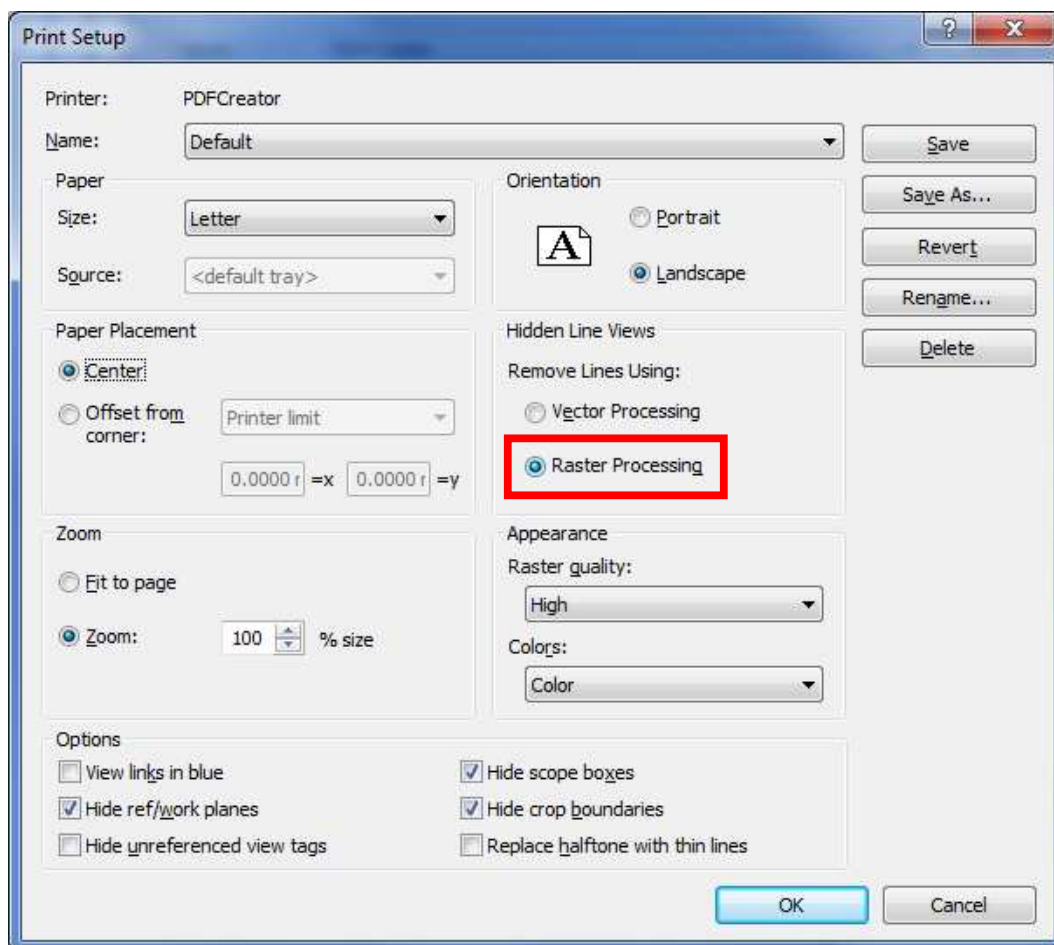 Print Setup
Printer: PDFCreator
Name: Default
Save
Paper
Orientation
Save As...
Size: Letter
Portrait
A
Revert
Source: <default tray>
Landscape
Rename...
Paper Placement
Hidden Line Views
Delete
Center
Remove Lines Using:
Offset from corner:
Printer limit
Vector Processing
Raster Processing
0.0000 =x 0.0000 =y
Zoom
Appearance
Raster quality:
Fit to page
High
Zoom: 100 % size
Colors:
Color
Options
View links in blue
Hide scope boxes
Hide ref/work planes
Hide crop boundaries
Hide unreferenced view tags
Replace halftone with thin lines
OK
Cancel